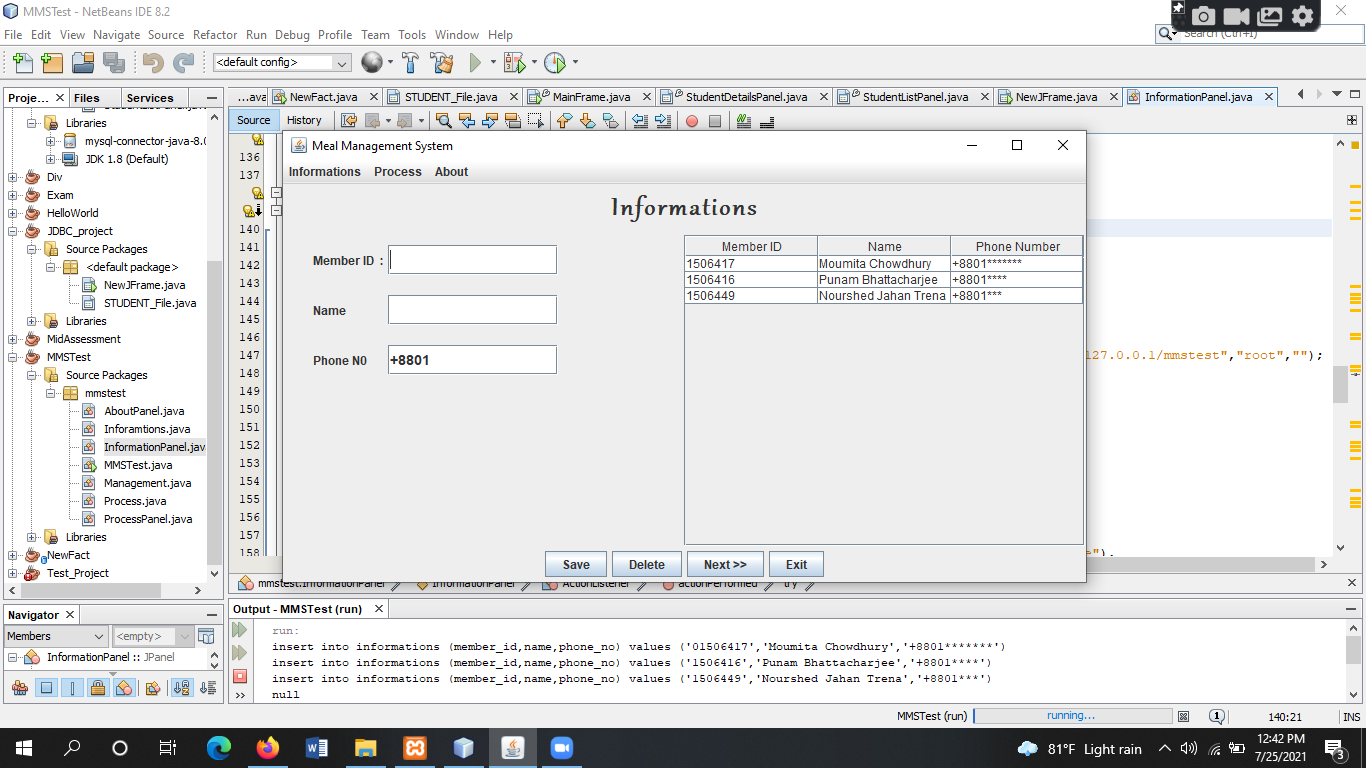 MMSTest - NetBeans IDE 8.2
File Edit View Navigate Source Refactor Run Debug Profile Team Tools Window Help
Search (Ctrl+I)
<default config>
Proje... Files Services
...ava NewFact.java STUDENT_File.java MainFrame.java StudentDetailsPanel.java StudentListPanel.java NewJFrame.java InformationPanel.java
Source History
Libraries
mysql-connector-java-8.0
JDK 1.8 (Default)
Div
Exam
HelloWorld
JDBC_project
Source Packages
<default package>
NewJFrame.java
STUDENT_File.java
Libraries
MidAssessment
MMSTest
Source Packages
mmstest
AboutPanel.java
Inforamtions.java
InformationPanel.jav
MMSTest.java
Management.java
Process.java
ProcessPanel.java
Libraries
NewFact
Test_Project
136
137
140
141
142
143
144
145
146
147
148
149
150
151
152
153
154
155
156
157
158
127.0.0.1/mmstest","root","");
e");
Meal Management System
Informations Process About
Informations
Member ID :
Name
Phone N0 +8801
Member ID Name Phone Number
1506417 Moumita Chowdhury +8801*******
1506416 Punam Bhattacharjee +8801****
1506449 Nourshed Jahan Trena +8801***
Save Delete Next >> Exit
mmstest.InformationPanel InformationPanel ActionListener actionPerformed try
Navigator
Members <empty>
InformationPanel :: JPanel
Output - MMSTest (run)
run:
insert into informations (member_id,name,phone_no) values ('01506417','Moumita Chowdhury','+8801*******')
insert into informations (member_id,name,phone_no) values ('1506416','Punam Bhattacharjee','+8801****')
insert into informations (member_id,name,phone_no) values ('1506449','Nourshed Jahan Trena','+8801***')
null
MMSTest (run) running... 1 140:21 INS
81°F Light rain
12:42 PM
7/25/2021
3